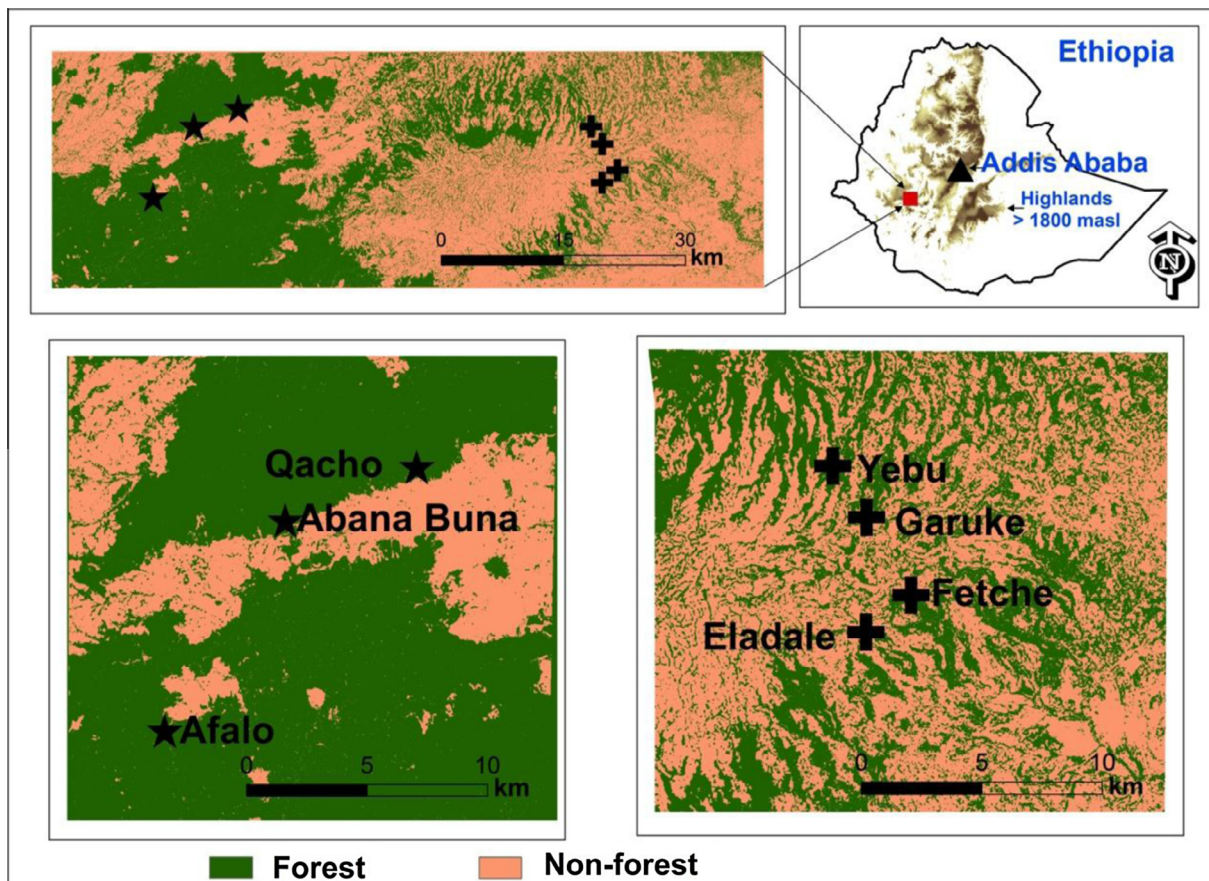 Ethiopia
Addis Ababa
Highlands
> 1800 masl
N
0 15 30
km
Qacho
Abana Buna
Afalo
0 5 10
km
Yebu
Garuke
Fetche
Eladale
0 5 10
km
Forest Non-forest